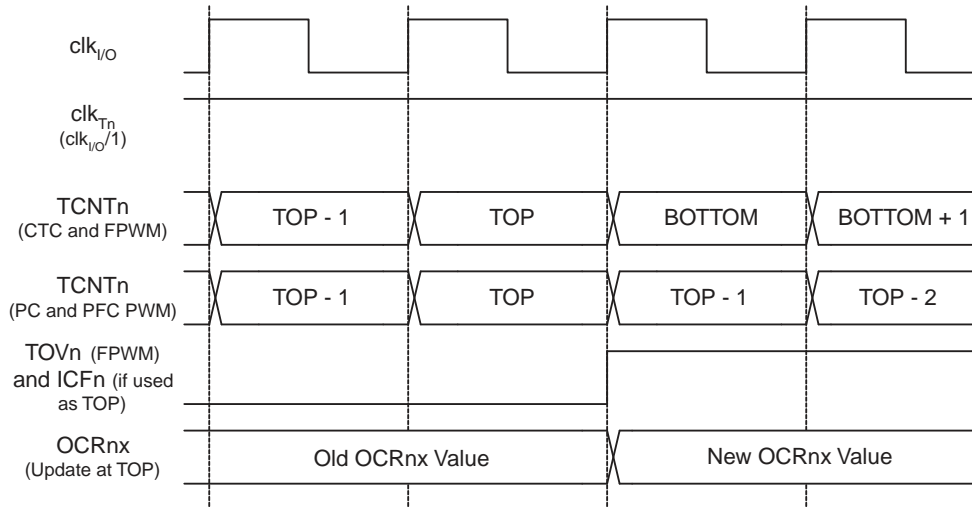 clkI/O
clkTn
(clkI/O/1)
TCNTn
(CTC and FPWM)
TOP - 1
TOP
BOTTOM
BOTTOM + 1
TCNTn
(PC and PFC PWM)
TOP - 1
TOP
TOP - 1
TOP - 2
TOVn (FPWM)
and ICFn (if used
as TOP)
OCRnx
(Update at TOP)
Old OCRnx Value
New OCRnx Value